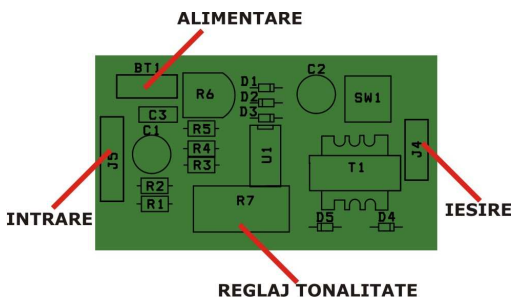 ALIMENTARE
BT1
R6
D1
D2
D3
C2
SW1
C3
C1
R5
R4
R3
J5
U1
T1
J4
R2
R1
R7
D5
D4
INTRARE
IESIRE
REGLAJ TONALITATE